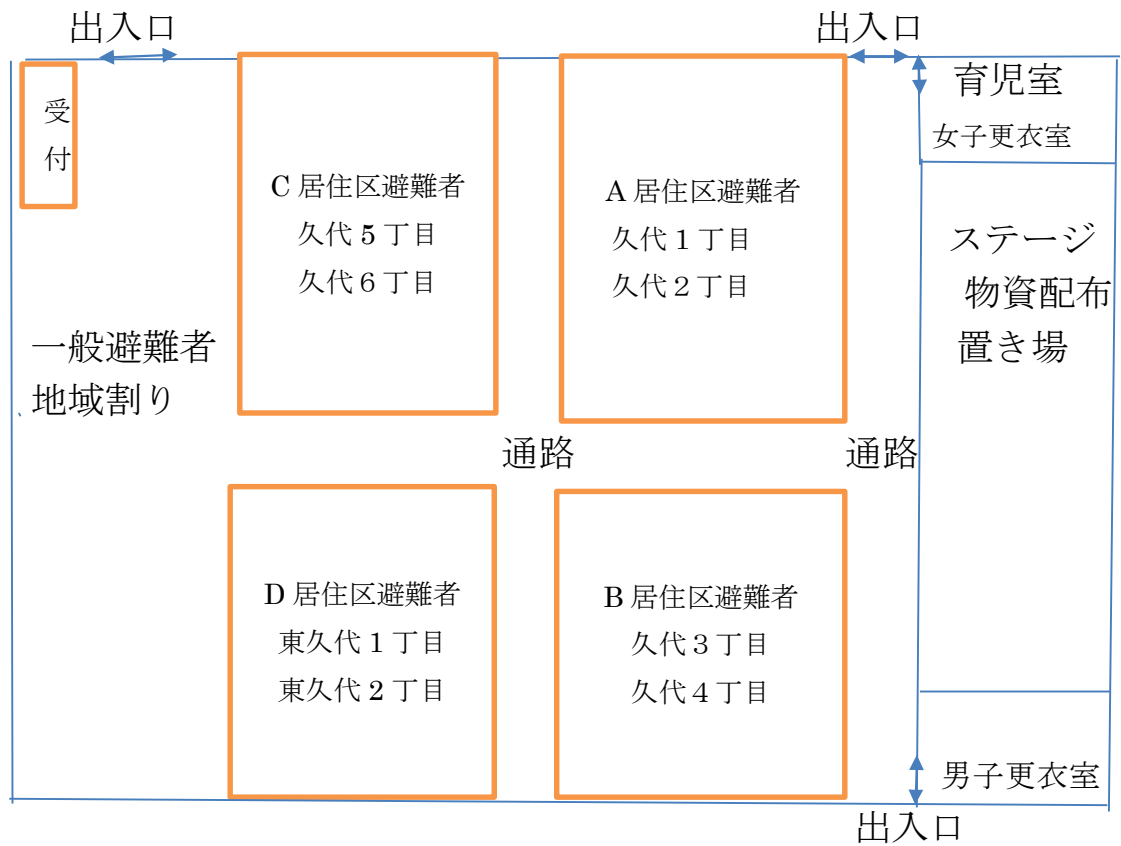 出入口
出入口
受付
育児室
女子更衣室
C 居住区避難者
久代 5 丁目
久代６丁目
A 居住区避難者
久代１丁目
久代２丁目
ステージ
物資配布
置き場
一般避難者
地域割り
通路
通路
D 居住区避難者
東久代 1 丁目
東久代 2 丁目
B 居住区避難者
久代３丁目
久代４丁目
男子更衣室
出入口